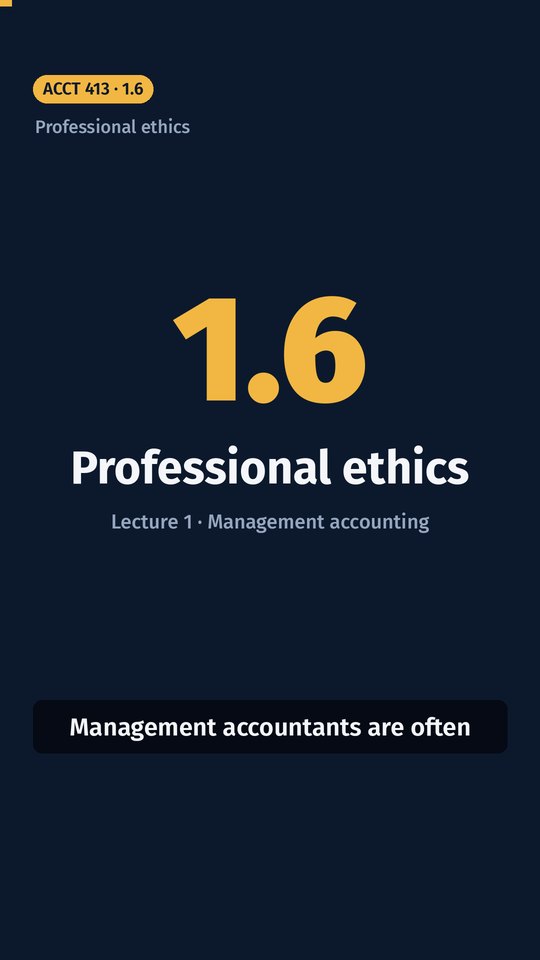 ACCT 413 · 1.6
Professional ethics
1.6
Professional ethics
Lecture 1 · Management accounting
Management accountants are often